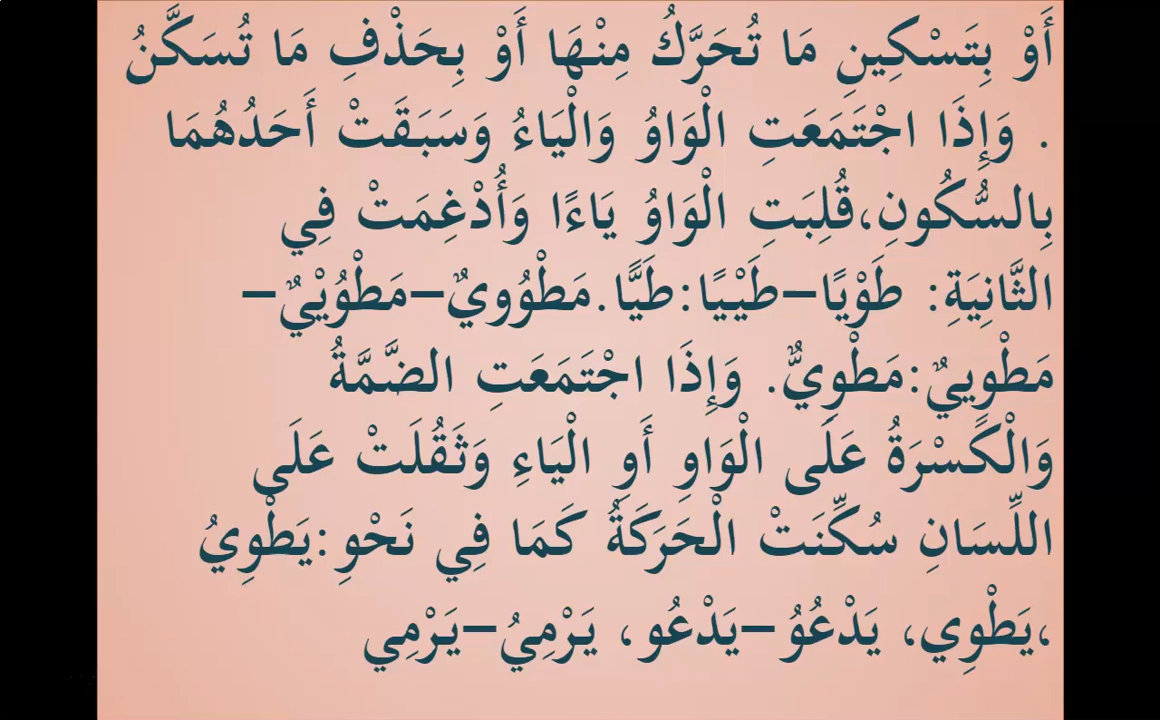 أَوْ بِتَسْكِينِ مَا تُحَرَّكُ مِنْهَا أَوْ بِحَذْفِ مَا تُسَكَّنُ
. وَإِذَا اجْتَمَعَتِ الْوَاوُ وَالْيَاءُ وَسَبَقَتْ أَحَدُهُمَا
بِالسُّكُونِ،قُلِبَتِ الْوَاوُ يَاءًا وَأُدْغِمَتْ فِي
الثَّانِيَةِ: طَوْيًا–طَيْيًا:طَيًّا.مَطْوُويٌ–مَطْوُيْيٌ–
مَطْوِييٌ:مَطْوِيٌّ. وَإِذَا اجْتَمَعَتِ الضَّمَّةُ
وَالْكَسْرَةُ عَلَى الْوَاوِ أَوِ الْيَاءِ وَثَقُلَتْ عَلَى
اللِّسَانِ سُكِّنَتْ الْحَرَكَةُ كَمَا فِي نَحْوِ:يَطْوِيُ
،يَطْوِي، يَدْعُوُ–يَدْعُو، يَرْمِيُ–يَرْمِي